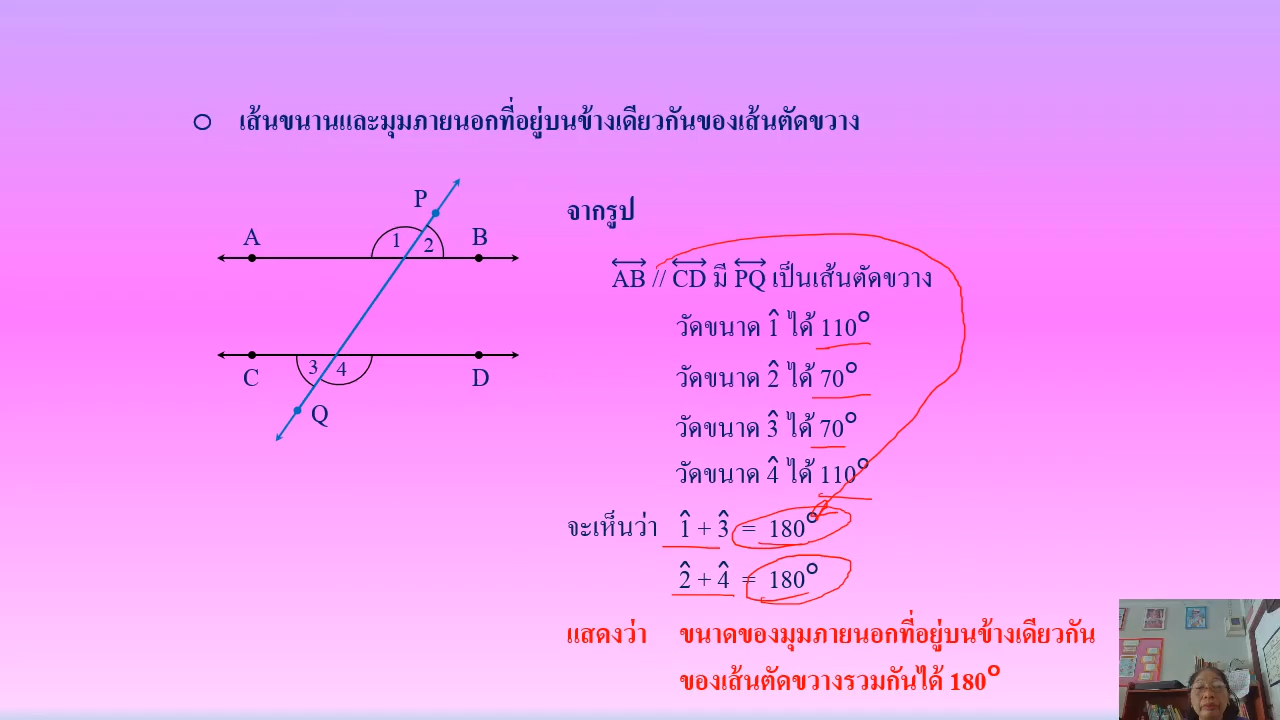 เส้นขนานและมุมภายนอกที่อยู่บนข้างเดียวกันของเส้นตัดขวาง
P
A
1
2
B
3
4
C
D
Q
จากรูป
AB // CD มี PQ เป็นเส้นตัดขวาง
วัดขนาด 1̂ ได้ 110°
วัดขนาด 2̂ ได้ 70°
วัดขนาด 3̂ ได้ 70°
วัดขนาด 4̂ ได้ 110°
จะเห็นว่า 1̂ + 3̂ = 180°
2̂ + 4̂ = 180°
แสดงว่า ขนาดของมุมภายนอกที่อยู่บนข้างเดียวกัน
ของเส้นตัดขวางรวมกันได้ 180°